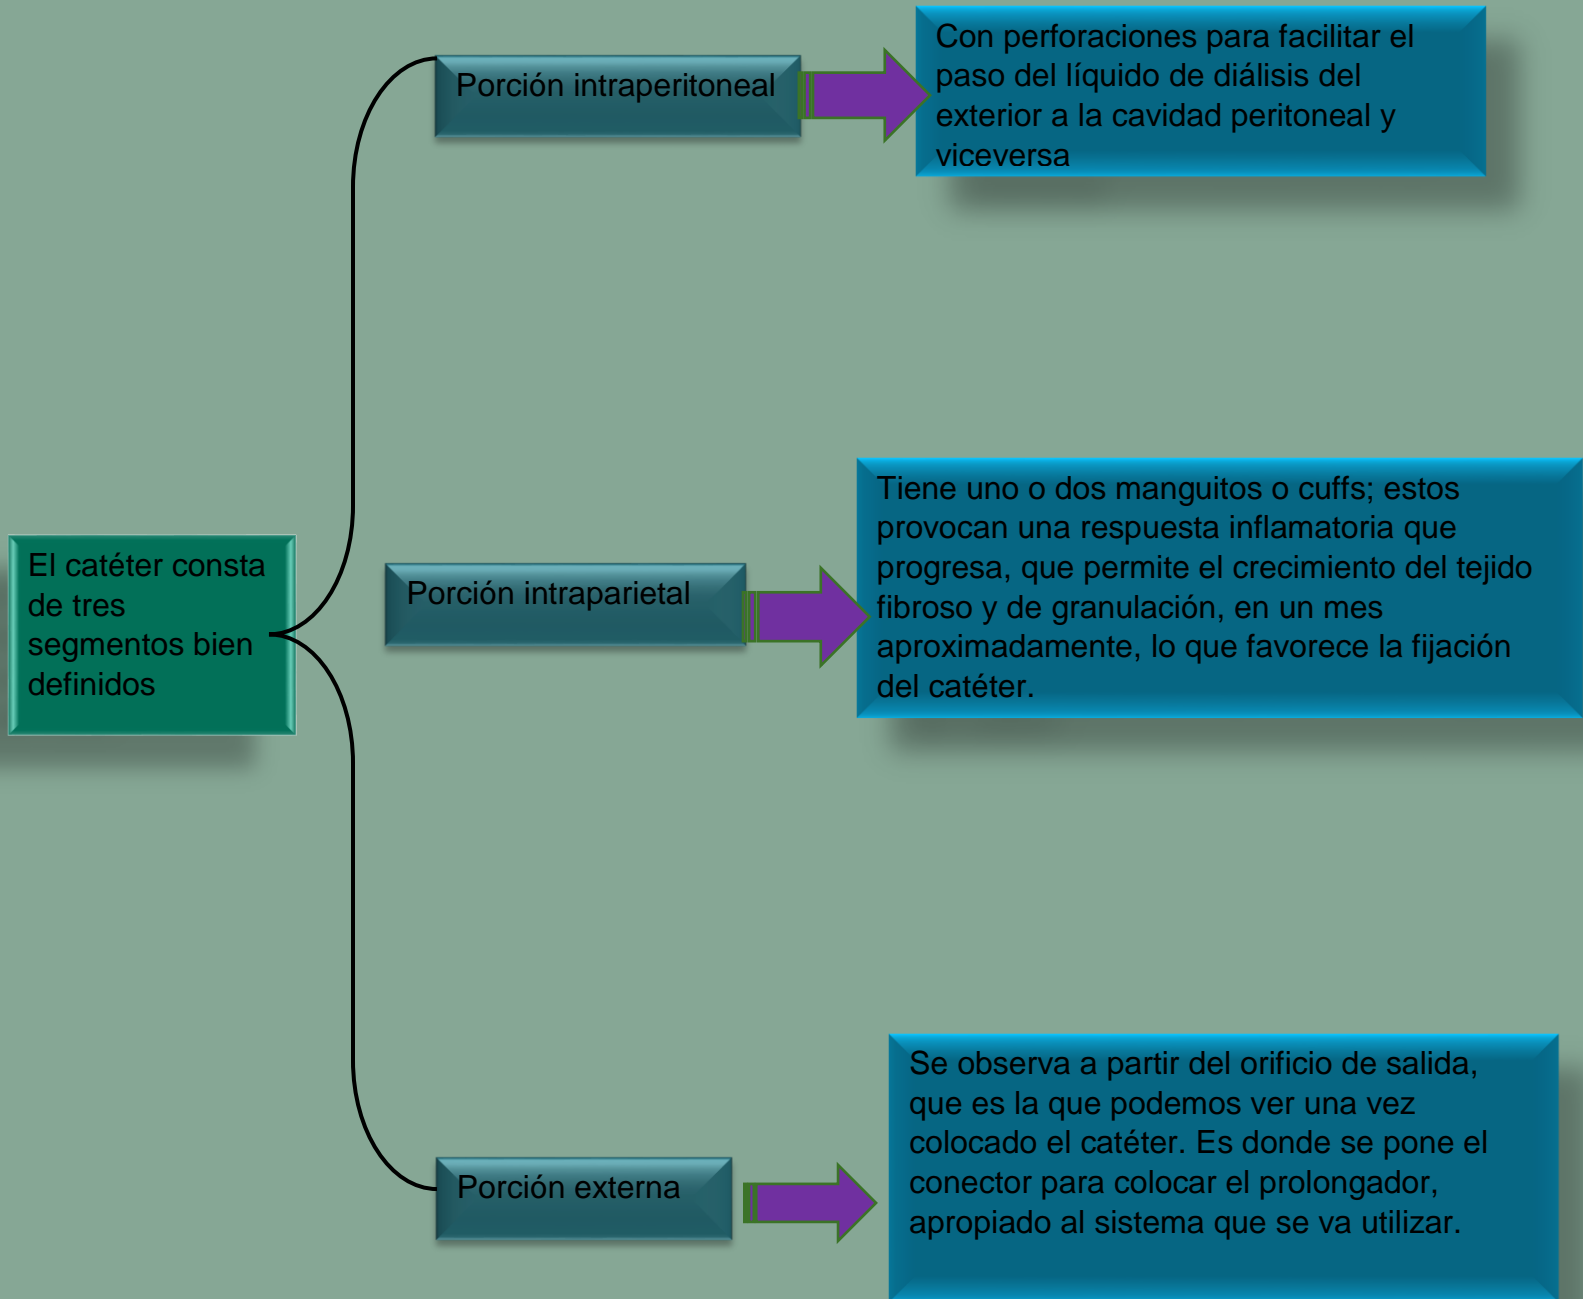 Porción intraperitoneal
Con perforaciones para facilitar el
paso del líquido de diálisis del
exterior a la cavidad peritoneal y
viceversa
El catéter consta
de tres
segmentos bien
definidos
Porción intraparietal
Tiene uno o dos manguitos o cuffs; estos
provocan una respuesta inflamatoria que
progresa, que permite el crecimiento del tejido
fibroso y de granulación, en un mes
aproximadamente, lo que favorece la fijación
del catéter.
Porción externa
Se observa a partir del orificio de salida,
que es la que podemos ver una vez
colocado el catéter. Es donde se pone el
conector para colocar el prolongador,
apropiado al sistema que se va utilizar.